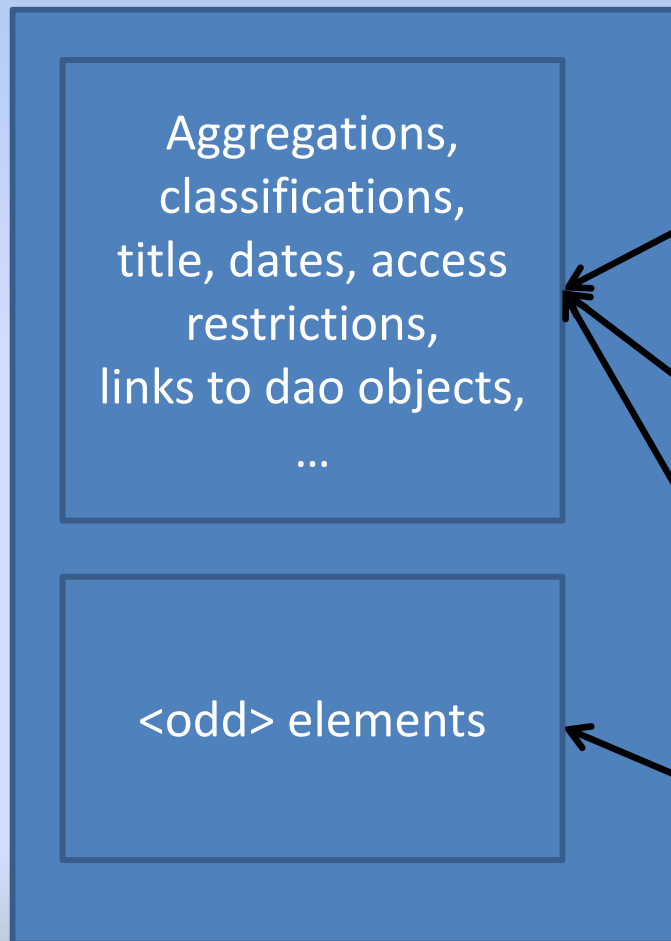 Aggregations,
classifications,
title, dates, access
restrictions,
links to dao objects,
…
<odd> elements